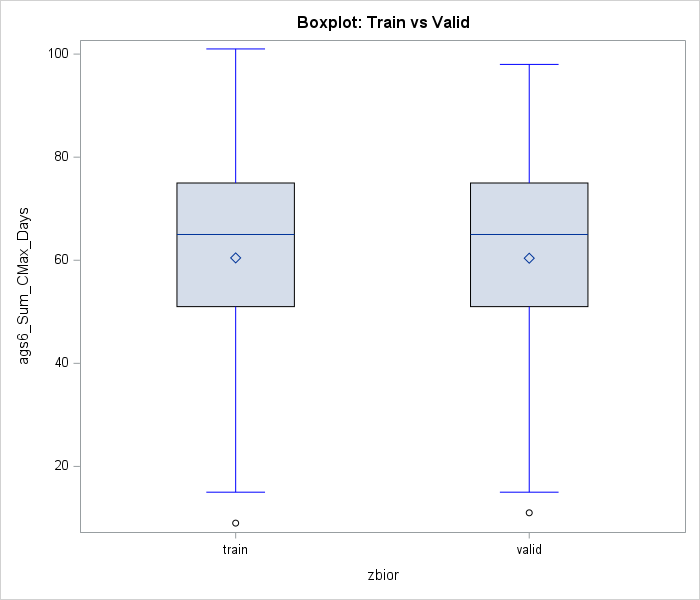 Boxplot: Train vs Valid
100
80
60
40
20
ags6_Sum_CMax_Days
train
valid
zbior